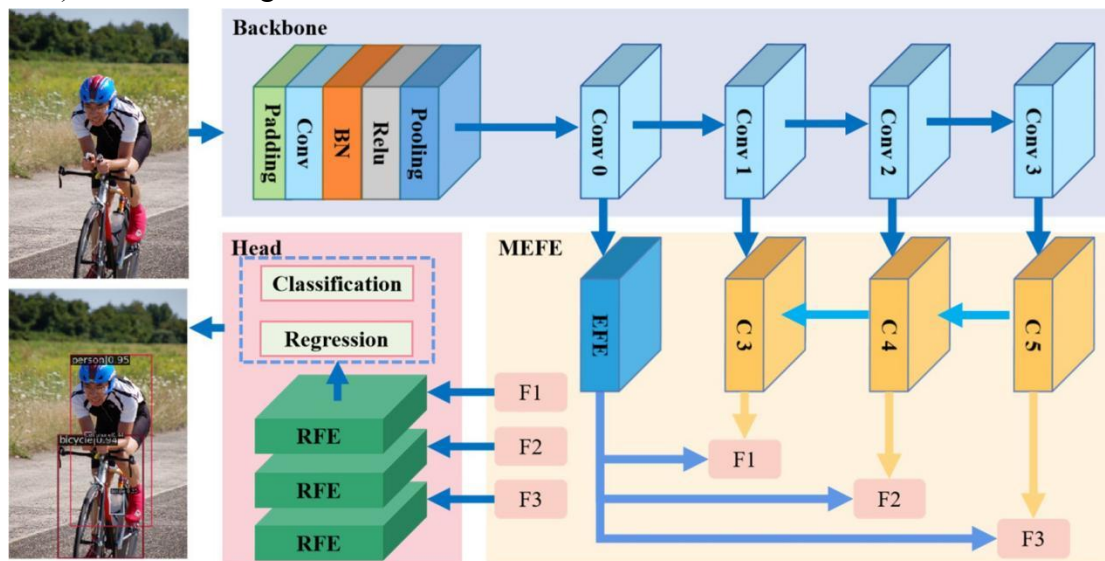 Backbone
Padding
Conv
BN
Relu
Pooling
Conv 0
Conv 1
Conv 2
Conv 3
Head
Classification
Regression
RFE
RFE
RFE
F1
F2
F3
MEFE
EFE
C 3
C 4
C 5
F1
F2
F3
person|0.95
bicycle|0.94